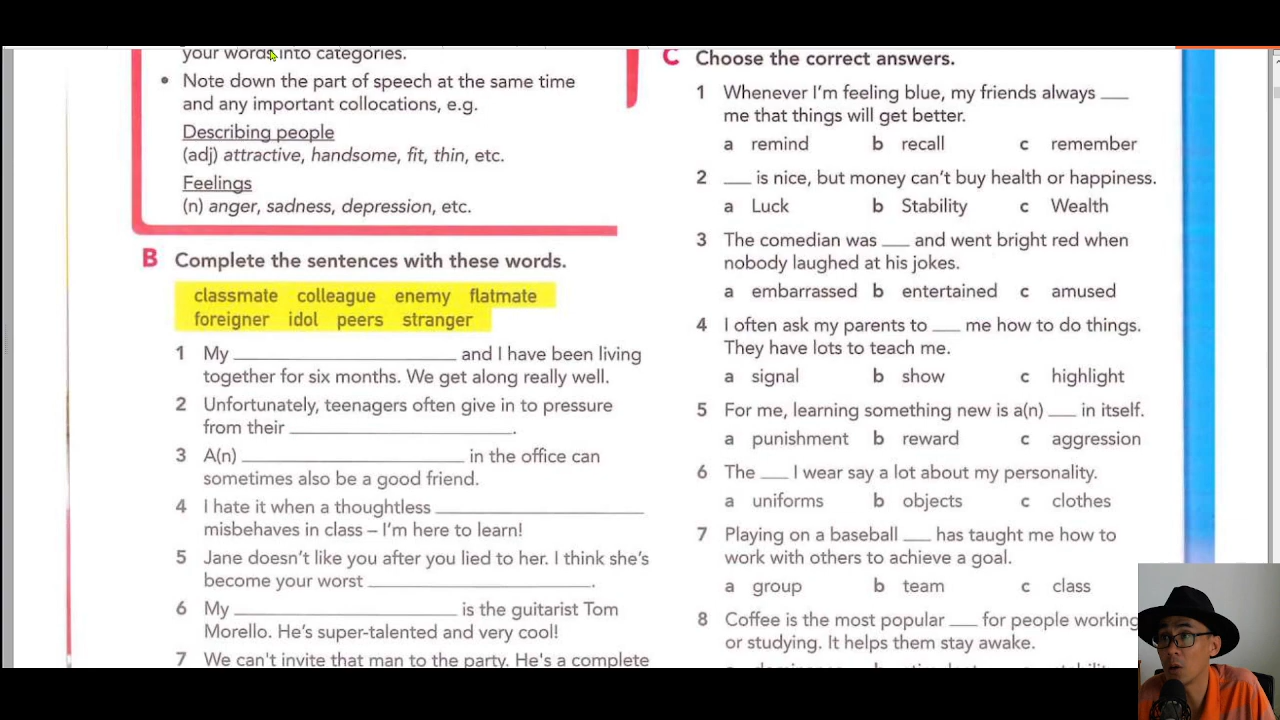 your words into categories.
• Note down the part of speech at the same time
and any important collocations, e.g.
Describing people
(adj) attractive, handsome, fit, thin, etc.
Feelings
(n) anger, sadness, depression, etc.
B Complete the sentences with these words.
classmate colleague enemy flatmate
foreigner idol peers stranger
1 My ____ and I have been living
together for six months. We get along really well.
2 Unfortunately, teenagers often give in to pressure
from their ____.
3 A(n) ____ in the office can
sometimes also be a good friend.
4 I hate it when a thoughtless ____
misbehaves in class – I'm here to learn!
5 Jane doesn't like you after you lied to her. I think she's
become your worst ____.
6 My ____ is the guitarist Tom
Morello. He's super-talented and very cool!
7 We can't invite that man to the party. He's a complete
C Choose the correct answers.
1 Whenever I'm feeling blue, my friends always ___
me that things will get better.
a remind b recall c remember
2 ___ is nice, but money can't buy health or happiness.
a Luck b Stability c Wealth
3 The comedian was ___ and went bright red when
nobody laughed at his jokes.
a embarrassed b entertained c amused
4 I often ask my parents to ___ me how to do things.
They have lots to teach me.
a signal b show c highlight
5 For me, learning something new is a(n) ___ in itself.
a punishment b reward c aggression
6 The ___ I wear say a lot about my personality.
a uniforms b objects c clothes
7 Playing on a baseball ___ has taught me how to
work with others to achieve a goal.
a group b team c class
8 Coffee is the most popular ___ for people working
or studying. It helps them stay awake.